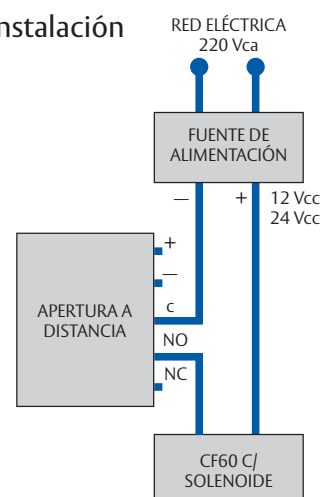 nstalación
RED ELÉCTRICA
220 Vca
FUENTE DE
ALIMENTACIÓN
— + 12 Vcc
24 Vcc
+
—
c
APERTURA A
DISTANCIA
NO
NC
CF60 C/
SOLENOIDE